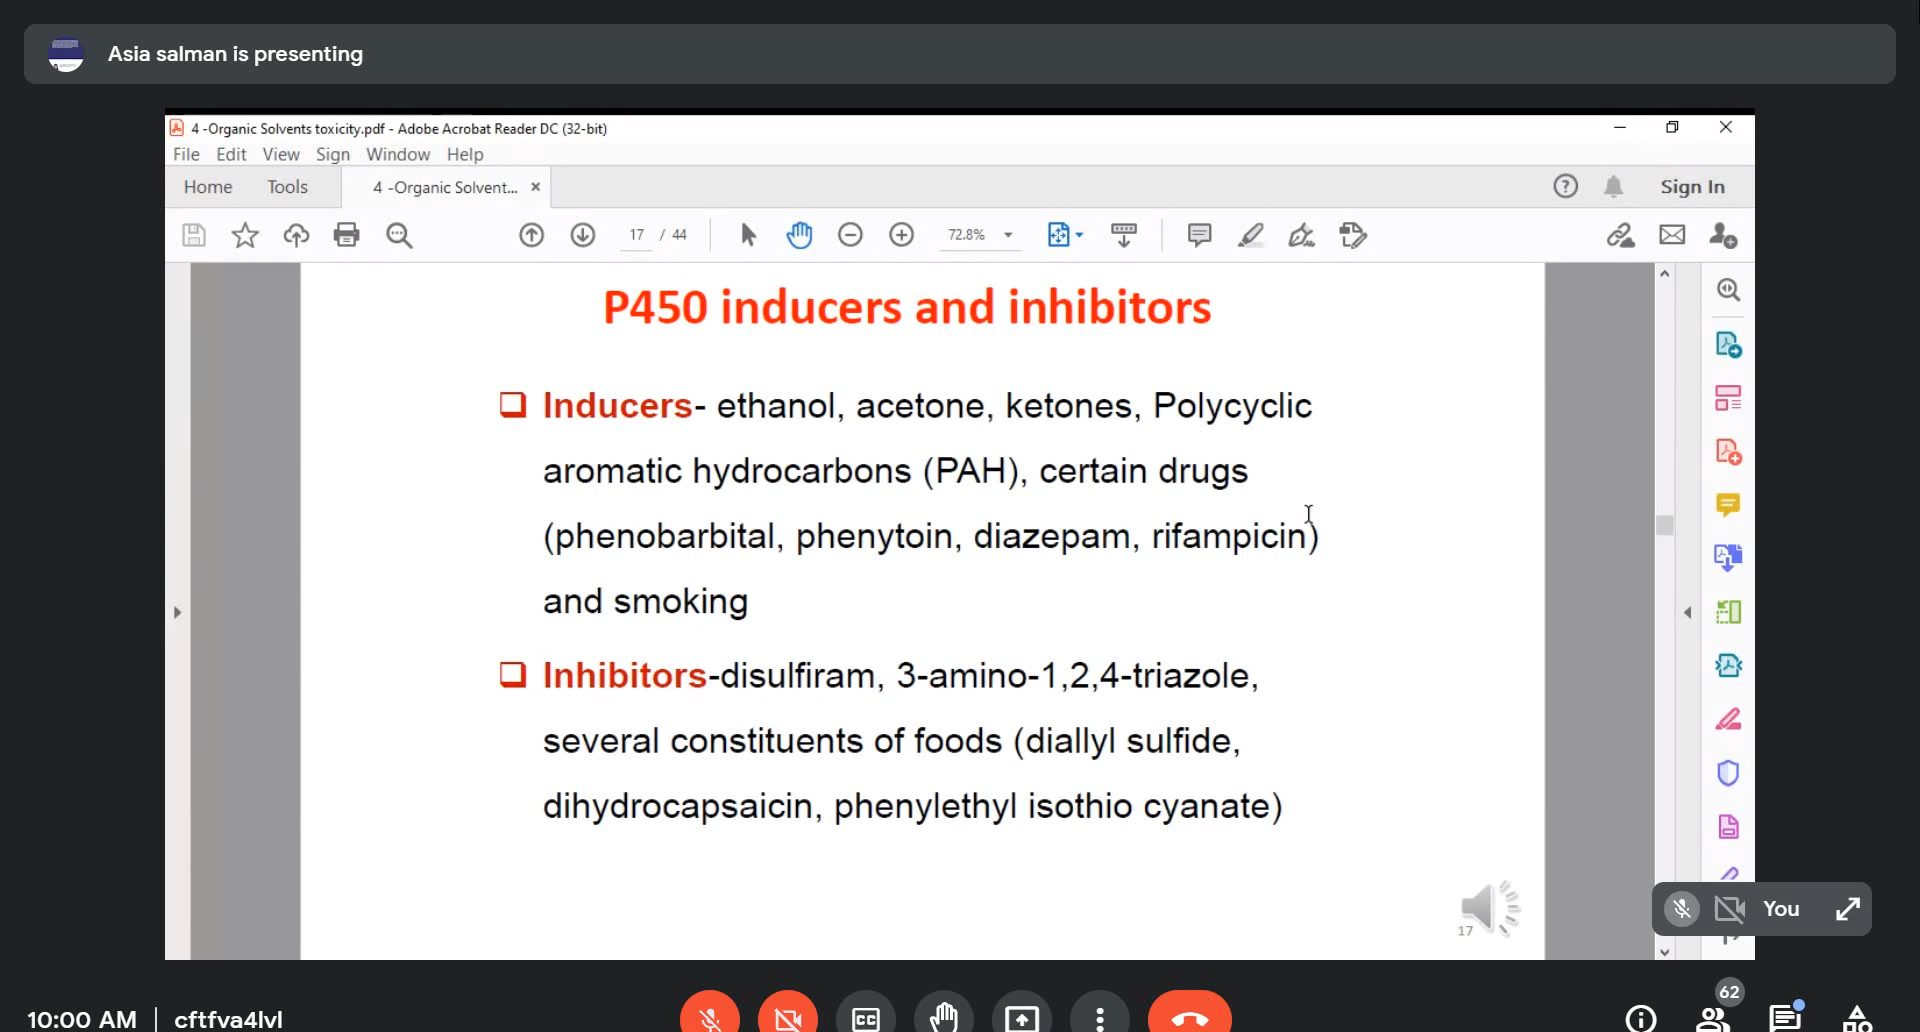 Asia salman is presenting
4 -Organic Solvents toxicity.pdf - Adobe Acrobat Reader DC (32-bit)
File Edit View Sign Window Help
Home Tools 4 -Organic Solvent... × Sign In
17 / 44 72.8%
P450 inducers and inhibitors
Inducers- ethanol, acetone, ketones, Polycyclic
aromatic hydrocarbons (PAH), certain drugs
(phenobarbital, phenytoin, diazepam, rifampicin)
and smoking
Inhibitors-disulfiram, 3-amino-1,2,4-triazole,
several constituents of foods (diallyl sulfide,
dihydrocapsaicin, phenylethyl isothio cyanate)
17
You
62
10:00 AM | cftfva4lvl
CC